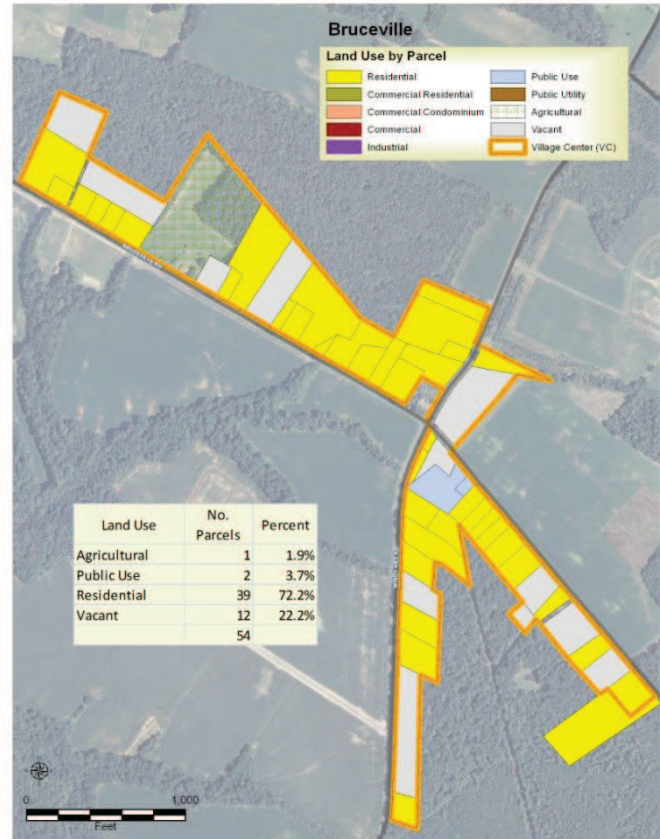 Bruceville
Land Use by Parcel
Residential
Commercial Residential
Commercial Condominium
Commercial
Industrial
Public Use
Public Utility
Agricultural
Vacant
Village Center (VC)
Land Use No. Parcels Percent
Agricultural 1 1.9%
Public Use 2 3.7%
Residential 39 72.2%
Vacant 12 22.2%
54
0 1,000
Feet